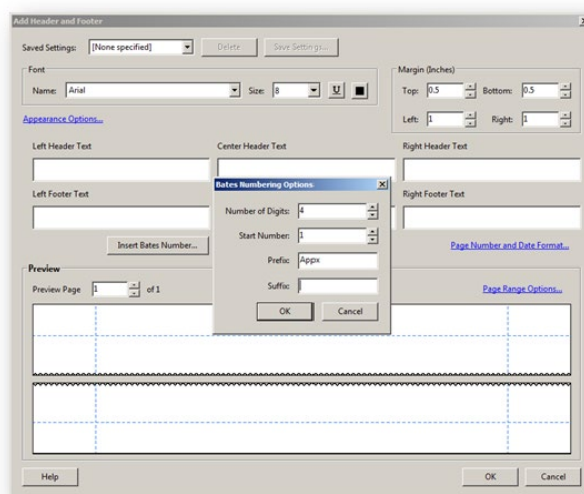 Add Header and Footer
Saved Settings: [None specified] Delete Save Settings...
Font
Name: Arial Size: 8 U
Margin (Inches)
Top: 0.5 Bottom: 0.5
Left: 1 Right: 1
Appearance Options...
Left Header Text Center Header Text Right Header Text
Left Footer Text Right Footer Text
Bates Numbering Options
Number of Digits: 4
Start Number: 1
Prefix: Appx
Suffix:
OK Cancel
Insert Bates Number... Page Number and Date Format...
Preview
Preview Page 1 of 1 Page Range Options...
Help OK Cancel